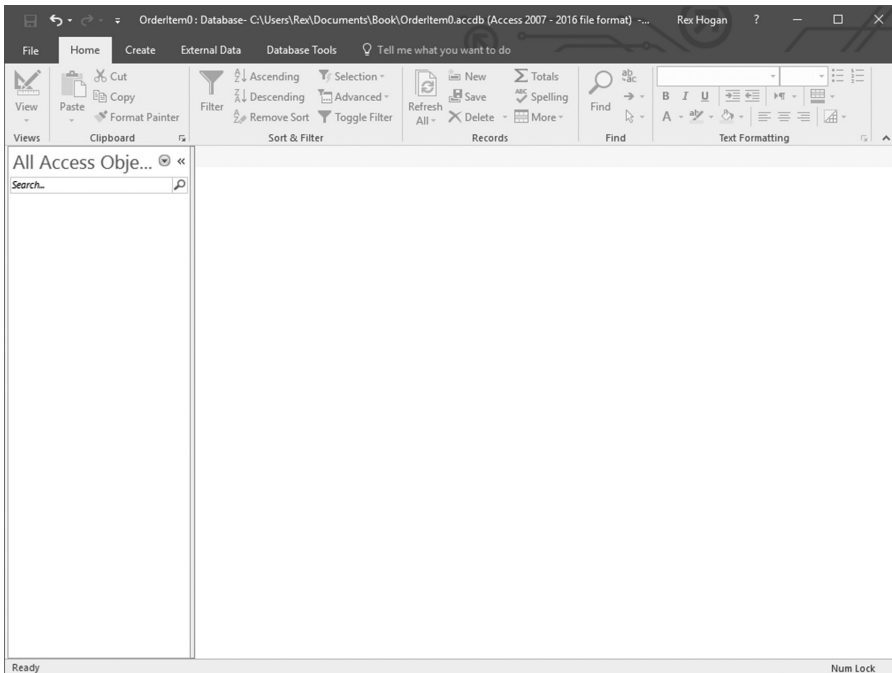 OrderItem0 : Database- C:\Users\Rex\Documents\Book\OrderItem0.accdb (Access 2007 - 2016 file format) -... Rex Hogan ?
File Home Create External Data Database Tools Tell me what you want to do
View
Paste
Cut
Copy
Format Painter
Filter
Ascending
Descending
Remove Sort
Selection
Advanced
Toggle Filter
Refresh
All
New
Save
Delete
Totals
Spelling
More
Find
B I U
A
Views Clipboard Sort & Filter Records Find Text Formatting
All Access Obje...
Search...
Ready Num Lock